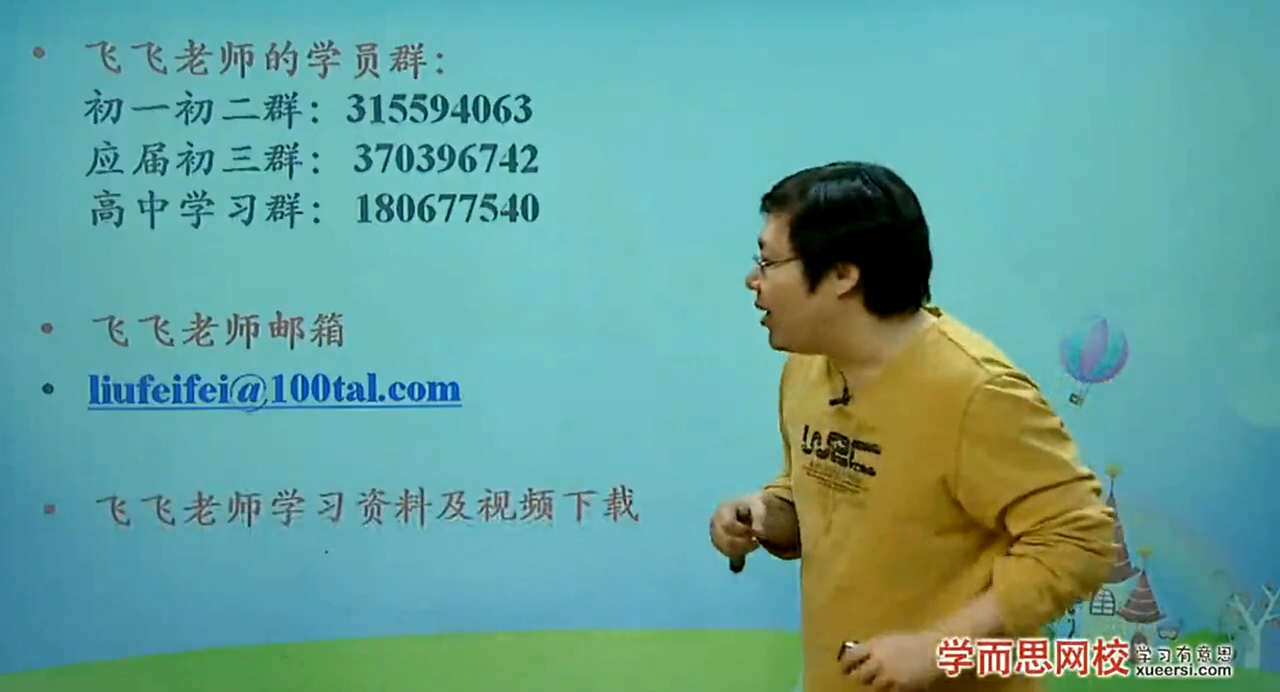 飞飞老师的学员群：
初一初二群：315594063
应届初三群：370396742
高中学习群：180677540
飞飞老师邮箱
liufeifei@100tal.com
飞飞老师学习资料及视频下载
学而思网校
学习有意思
xueersi.com